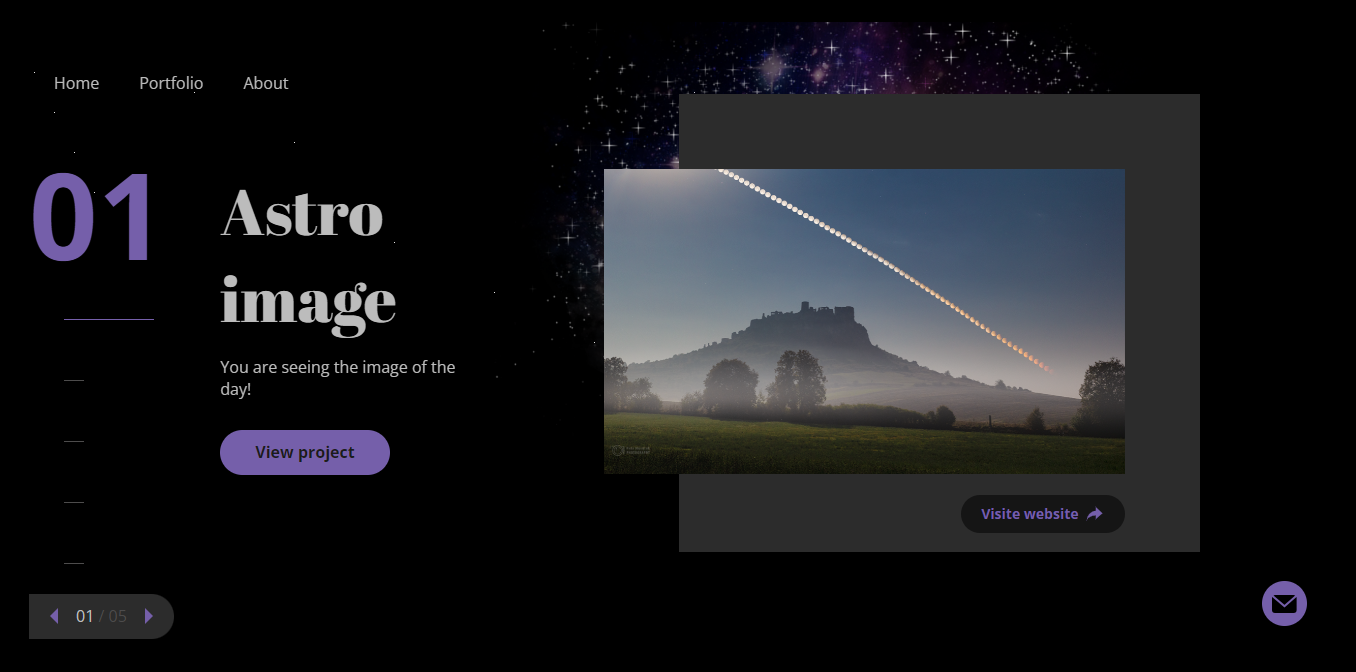 Home Portfolio About
01
Astro
image
You are seeing the image of the
day!
View project
Visite website
01 / 05